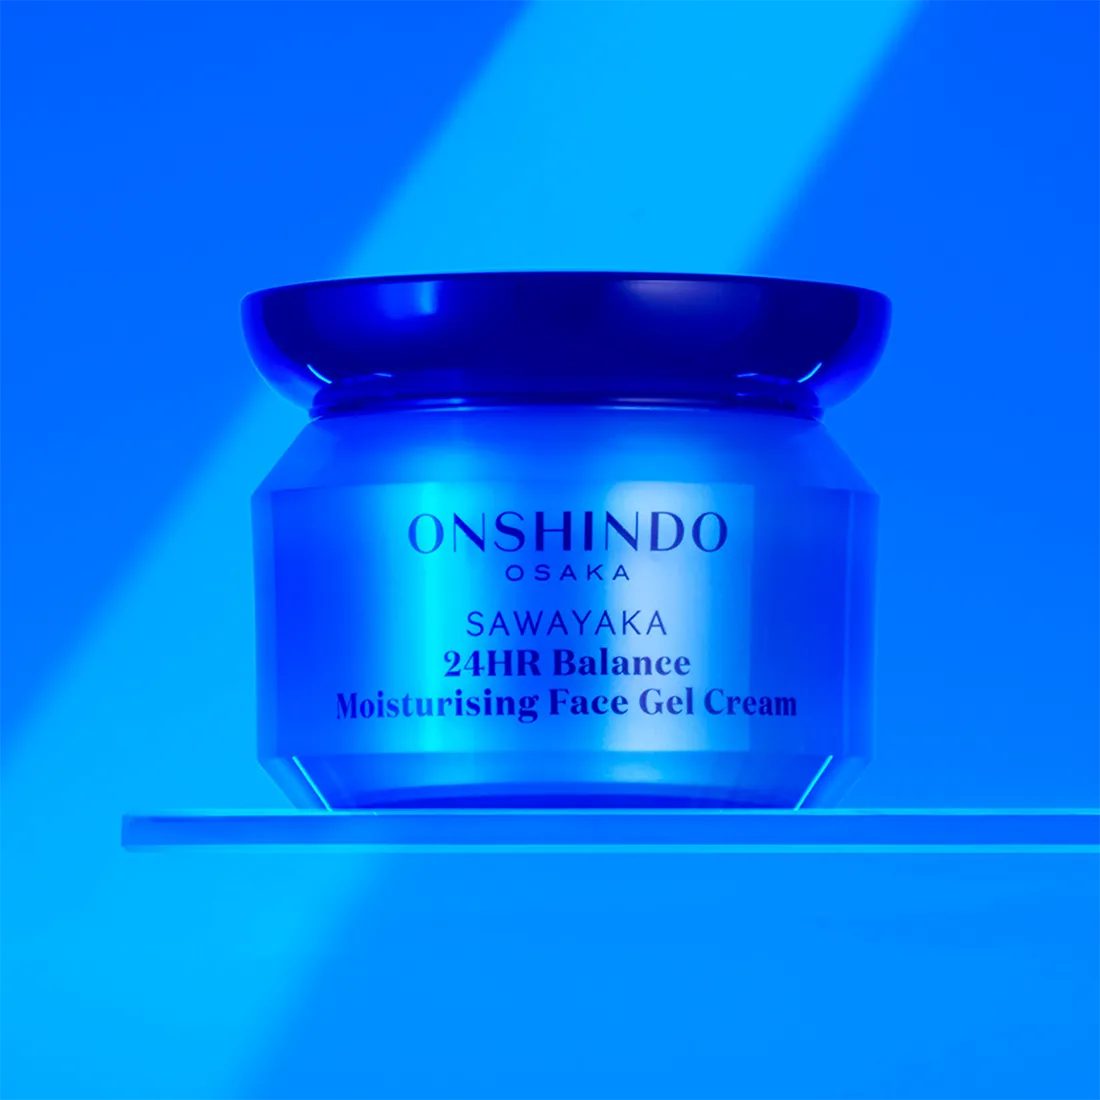 ONSHINDO
OSAKA
SAWAYAKA
24HR Balance
Moisturising Face Gel Cream